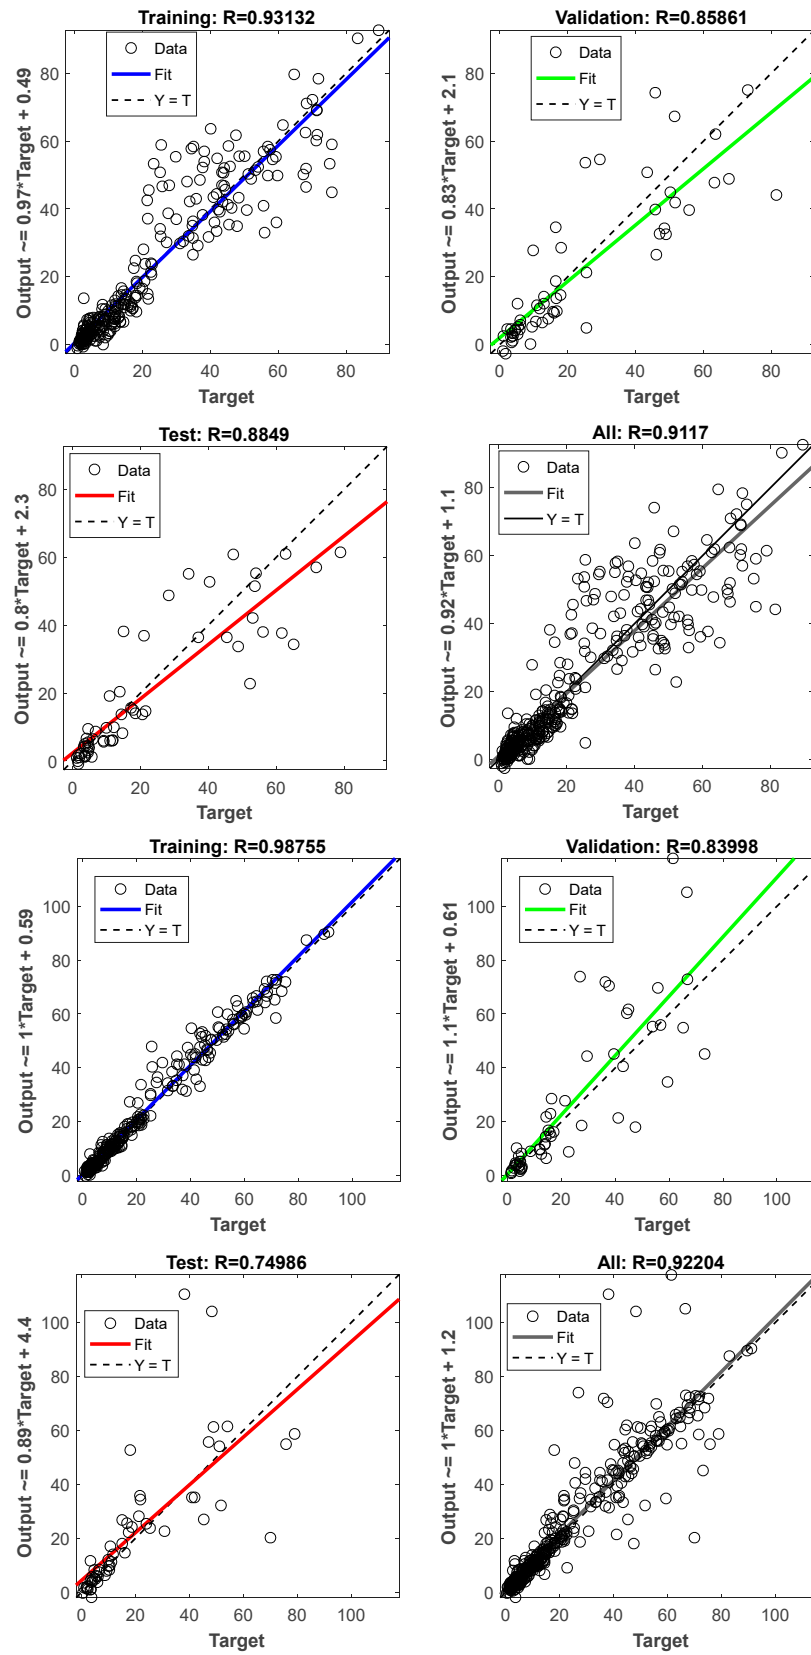 Training: R=0.93132
Data
Fit
Y = T
Output ~= 0.97*Target + 0.49
80
60
40
20
0
0 20 40 60 80
Target
Validation: R=0.85861
Data
Fit
Y = T
Output ~= 0.83*Target + 2.1
80
60
40
20
0
0 20 40 60 80
Target
Test: R=0.8849
Data
Fit
Y = T
Output ~= 0.8*Target + 2.3
80
60
40
20
0
0 20 40 60 80
Target
All: R=0.9117
Data
Fit
Y = T
Output ~= 0.92*Target + 1.1
80
60
40
20
0
0 20 40 60 80
Target
Training: R=0.98755
Data
Fit
Y = T
Output ~= 1*Target + 0.59
100
80
60
40
20
0
0 20 40 60 80 100
Target
Validation: R=0.83998
Data
Fit
Y = T
Output ~= 1.1*Target + 0.61
100
80
60
40
20
0
0 20 40 60 80 100
Target
Test: R=0.74986
Data
Fit
Y = T
Output ~= 0.89*Target + 4.4
100
80
60
40
20
0
0 20 40 60 80 100
Target
All: R=0.92204
Data
Fit
Y = T
Output ~= 1*Target + 1.2
100
80
60
40
20
0
0 20 40 60 80 100
Target